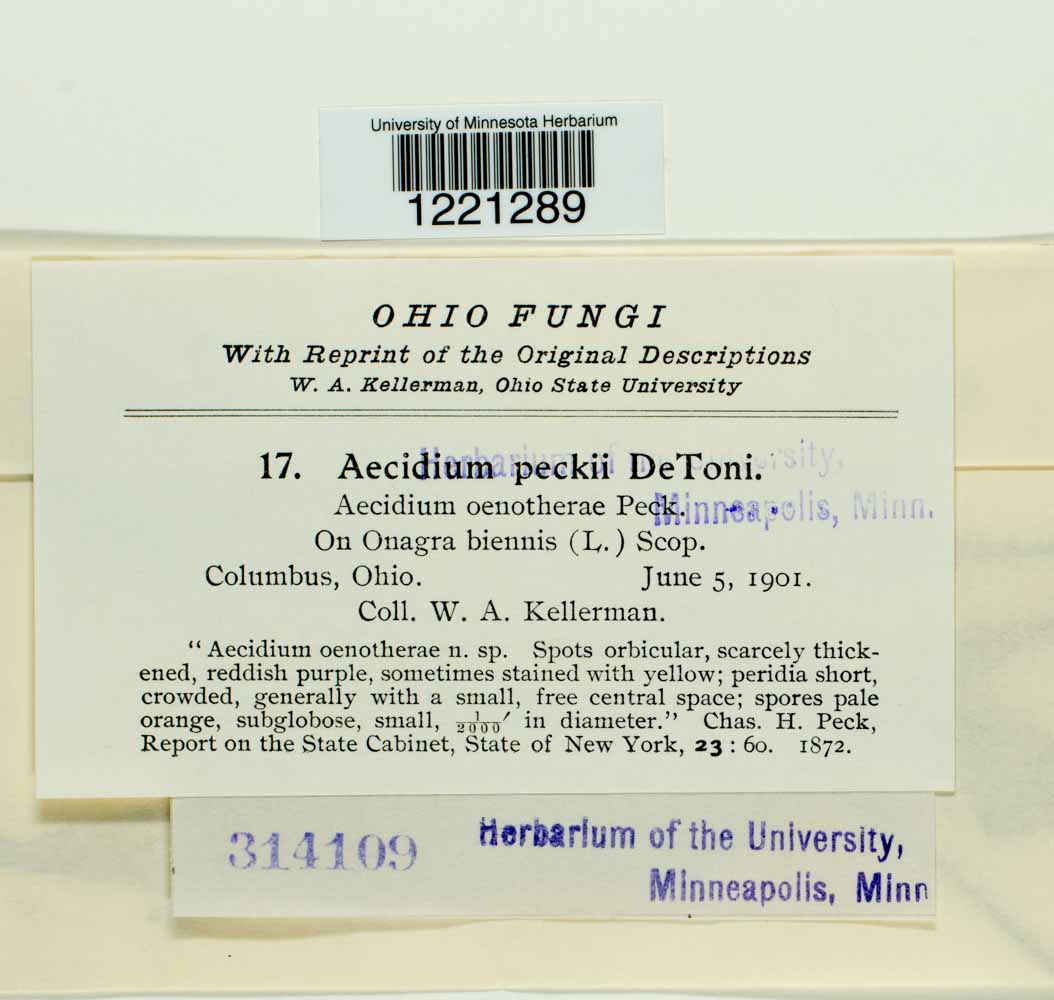 University of Minnesota Herbarium
1221289
OHIO FUNGI
With Reprint of the Original Descriptions
W. A. Kellerman, Ohio State University
17. Aecidium peckii DeToni.
Herbarium of the University,
Aecidium oenotherae Peck.
Minneapolis, Minn.
On Onagra biennis (L.) Scop.
Columbus, Ohio. June 5, 1901.
Coll. W. A. Kellerman.
"Aecidium oenotherae n. sp. Spots orbicular, scarcely thick-
ened, reddish purple, sometimes stained with yellow; peridia short,
crowded, generally with a small, free central space; spores pale
orange, subglobose, small, 1/2000′ in diameter." Chas. H. Peck,
Report on the State Cabinet, State of New York, 23 : 60. 1872.
314109 Herbarium of the University,
Minneapolis, Minn